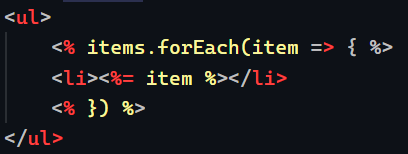 <ul>
    <% items.forEach(item => { %>
    <li><%= item %></li>
    <% }) %>
</ul>